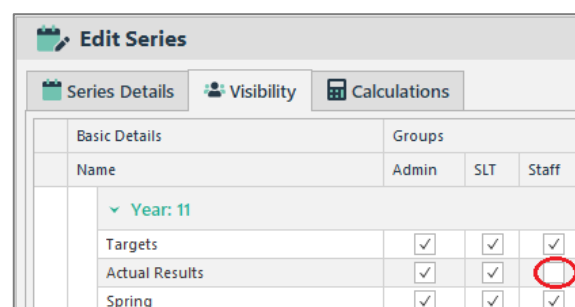 Edit Series
Series Details Visibility Calculations
Basic Details Groups
Name Admin SLT Staff
Year: 11
Targets
Actual Results
Spring